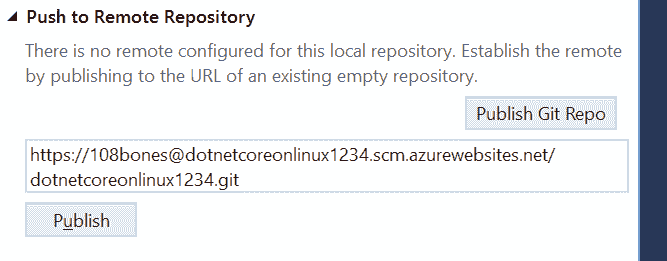 Push to Remote Repository
There is no remote configured for this local repository. Establish the remote
by publishing to the URL of an existing empty repository.
Publish Git Repo
https://108bones@dotnetcoreonlinux1234.scm.azurewebsites.net/
dotnetcoreonlinux1234.git
Publish